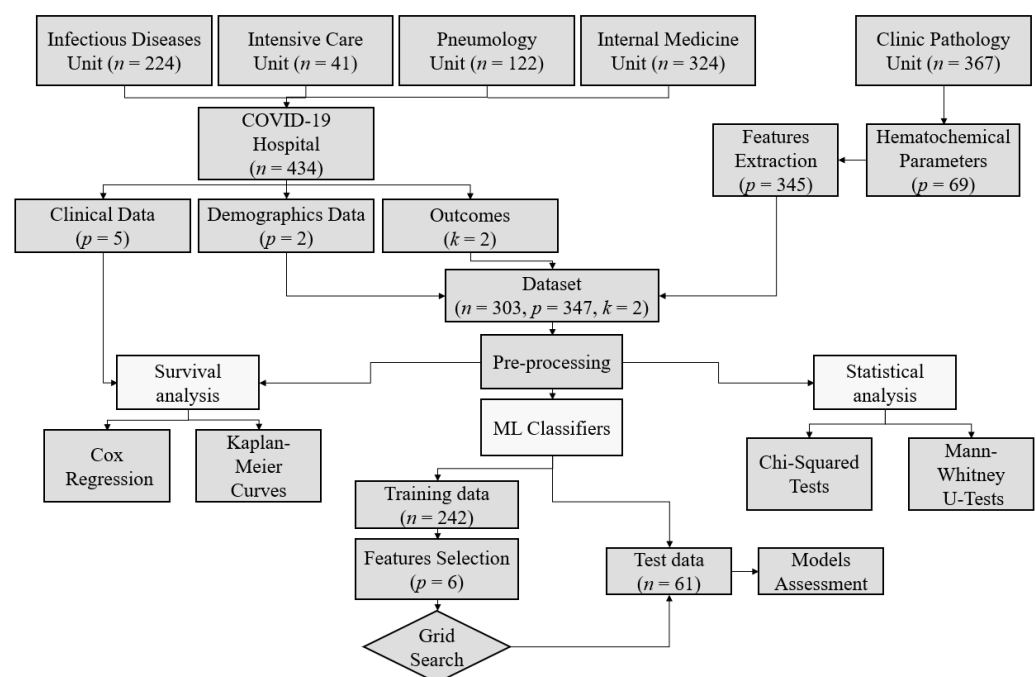 Infectious Diseases
Unit (n = 224)
Intensive Care
Unit (n = 41)
Pneumology
Unit (n = 122)
Internal Medicine
Unit (n = 324)
Clinic Pathology
Unit (n = 367)
COVID-19
Hospital
(n = 434)
Features
Extraction
(p = 345)
Hematochemical
Parameters
(p = 69)
Clinical Data
(p = 5)
Demographics Data
(p = 2)
Outcomes
(k = 2)
Dataset
(n = 303, p = 347, k = 2)
Pre-processing
Survival
analysis
Statistical
analysis
ML Classifiers
Cox
Regression
Kaplan-
Meier
Curves
Chi-Squared
Tests
Mann-
Whitney
U-Tests
Training data
(n = 242)
Features Selection
(p = 6)
Test data
(n = 61)
Models
Assessment
Grid
Search